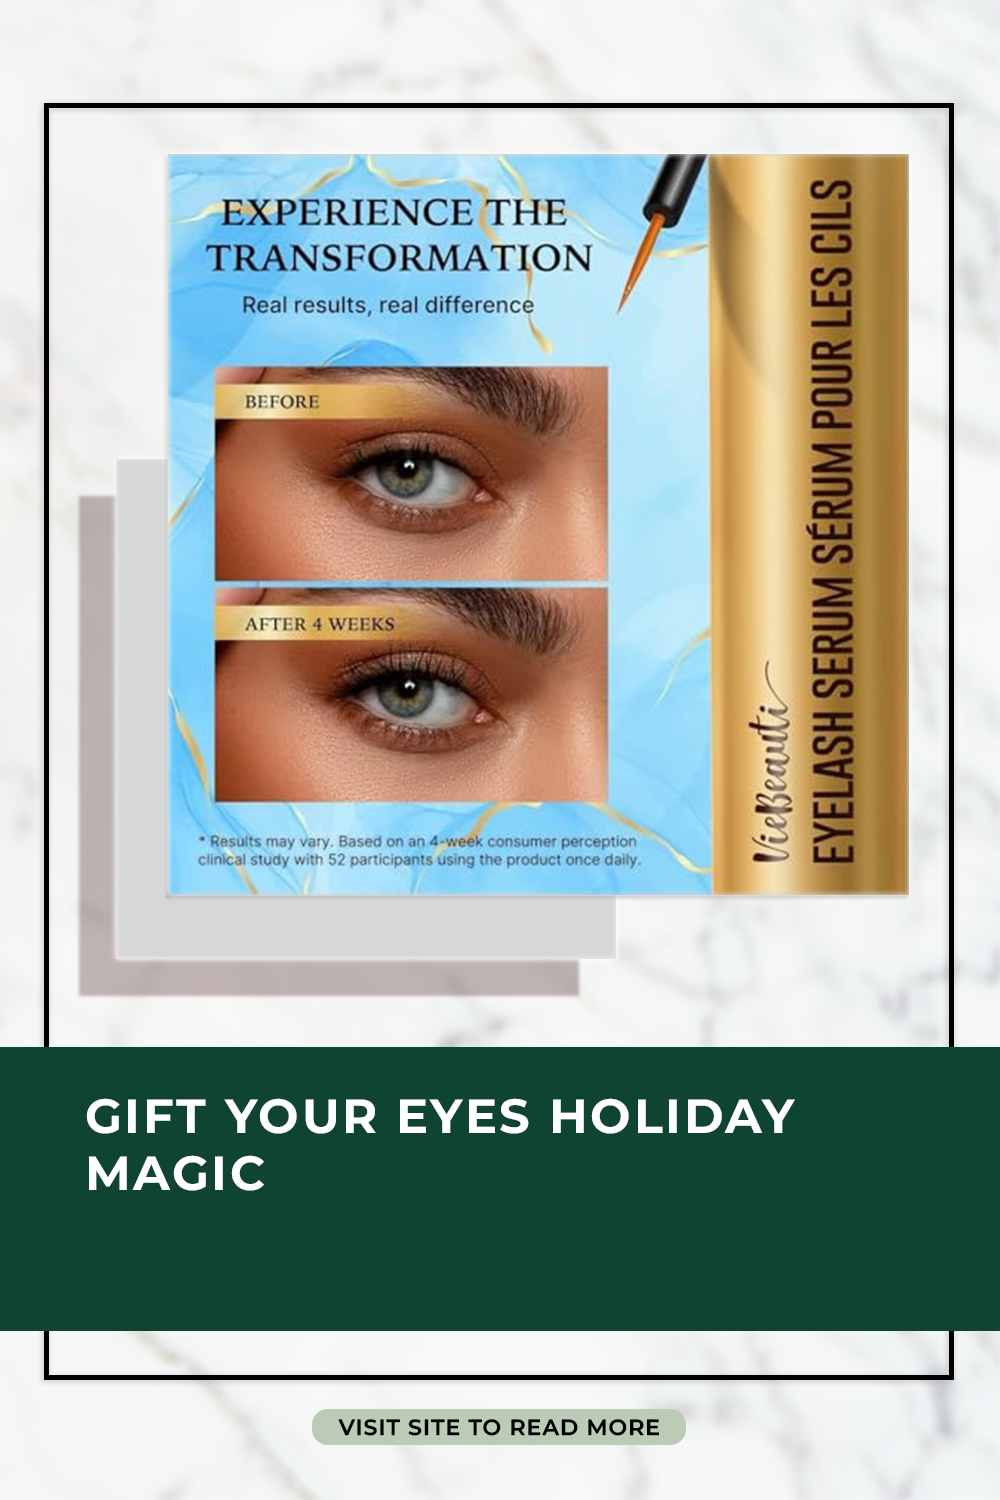 EXPERIENCE THE
TRANSFORMATION
Real results, real difference
BEFORE
AFTER 4 WEEKS
* Results may vary. Based on an 4-week consumer perception
clinical study with 52 participants using the product once daily.
VieBeauti
EYELASH SERUM SÉRUM POUR LES CILS
GIFT YOUR EYES HOLIDAY
MAGIC
VISIT SITE TO READ MORE